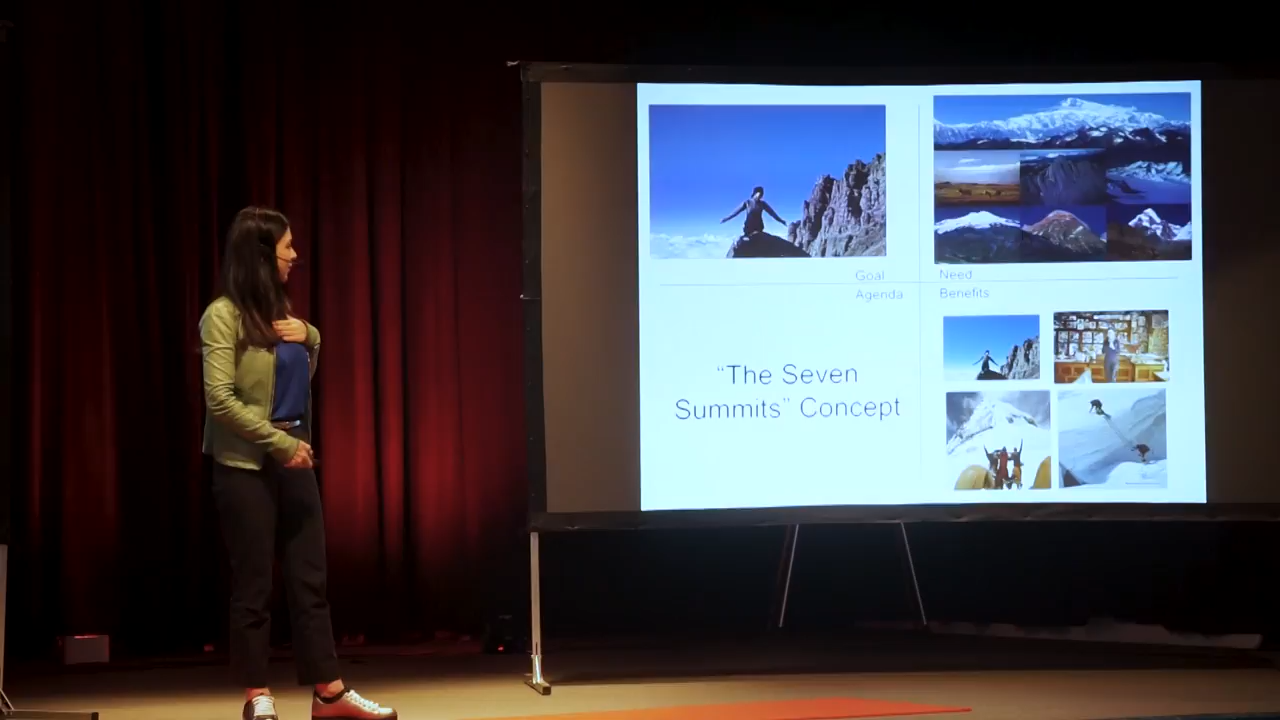 Goal
Need
Agenda
Benefits
“The Seven
Summits” Concept